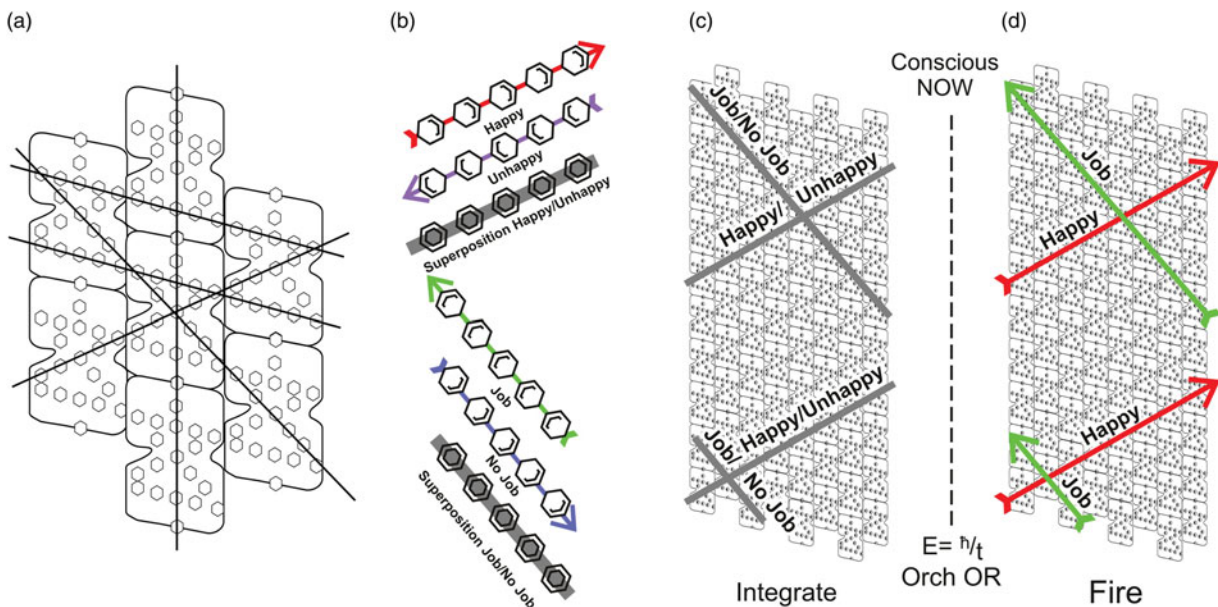 (a)
(b)
Happy
Unhappy
Superposition Happy/Unhappy
Job
No Job
Superposition Job/No Job
(c)
Job/No Job
Happy/ Unhappy
Job/ Happy/Unhappy
No Job
Integrate
Conscious
NOW
E= ħ/t
Orch OR
(d)
Job
Happy
Happy
Job
Fire